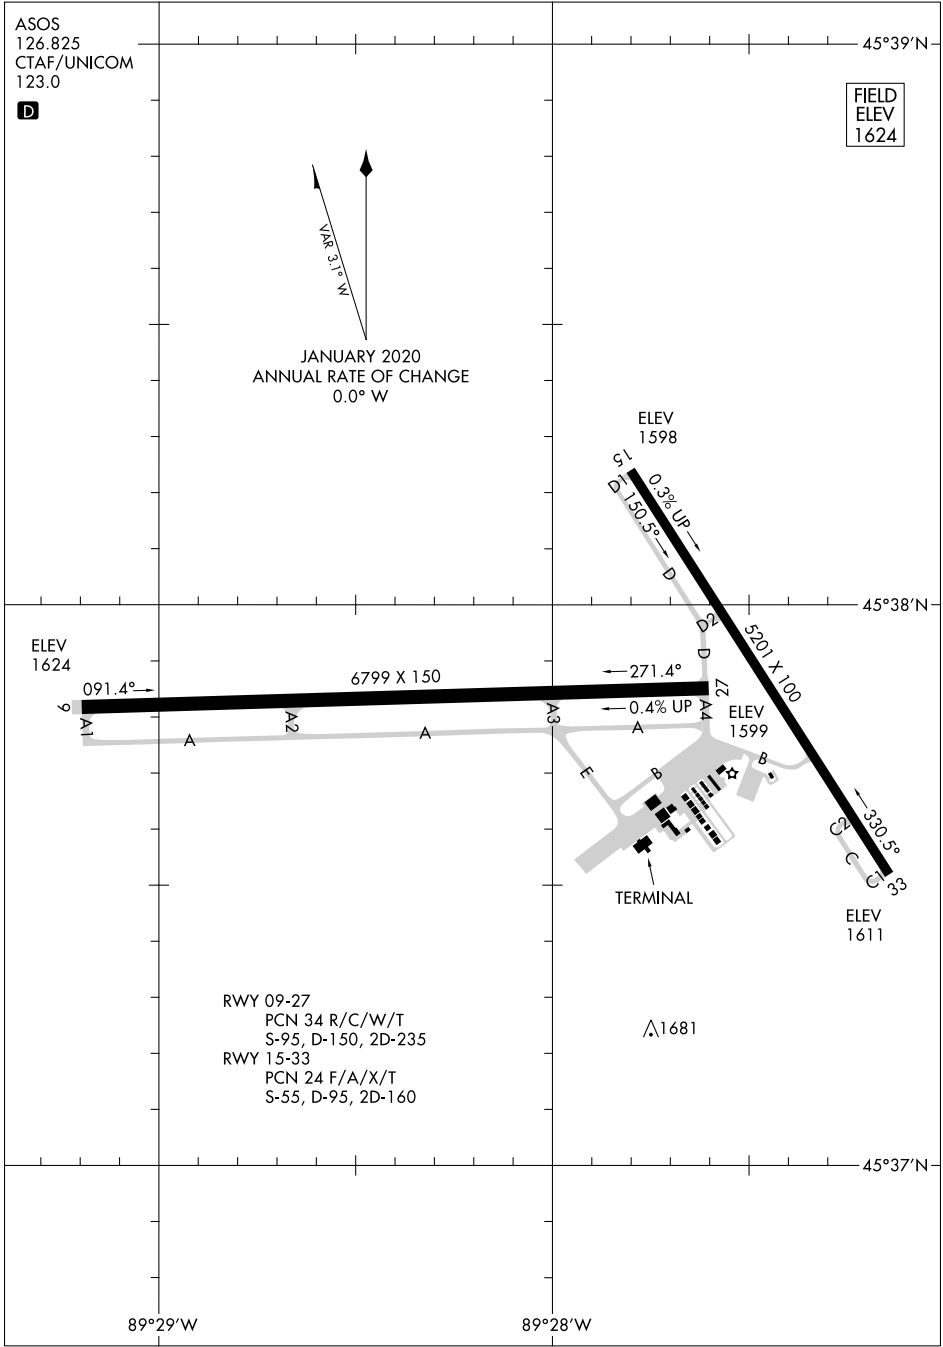 ASOS
126.825
CTAF/UNICOM
123.0
D
45°39'N
FIELD
ELEV
1624
VAR 3.1° W
JANUARY 2020
ANNUAL RATE OF CHANGE
0.0° W
ELEV
1598
15
D1
0.3% UP
150.5°
D
45°38'N
D2
D
5201 X 100
ELEV
1624
091.4°
6799 X 150
271.4°
27
9
A1
A2
A3
0.4% UP
A4
ELEV
1599
A
A
A
E
B
B
C2
330.5°
C
C1
33
TERMINAL
ELEV
1611
RWY 09-27
PCN 34 R/C/W/T
S-95, D-150, 2D-235
RWY 15-33
PCN 24 F/A/X/T
S-55, D-95, 2D-160
1681
45°37'N
89°29'W
89°28'W